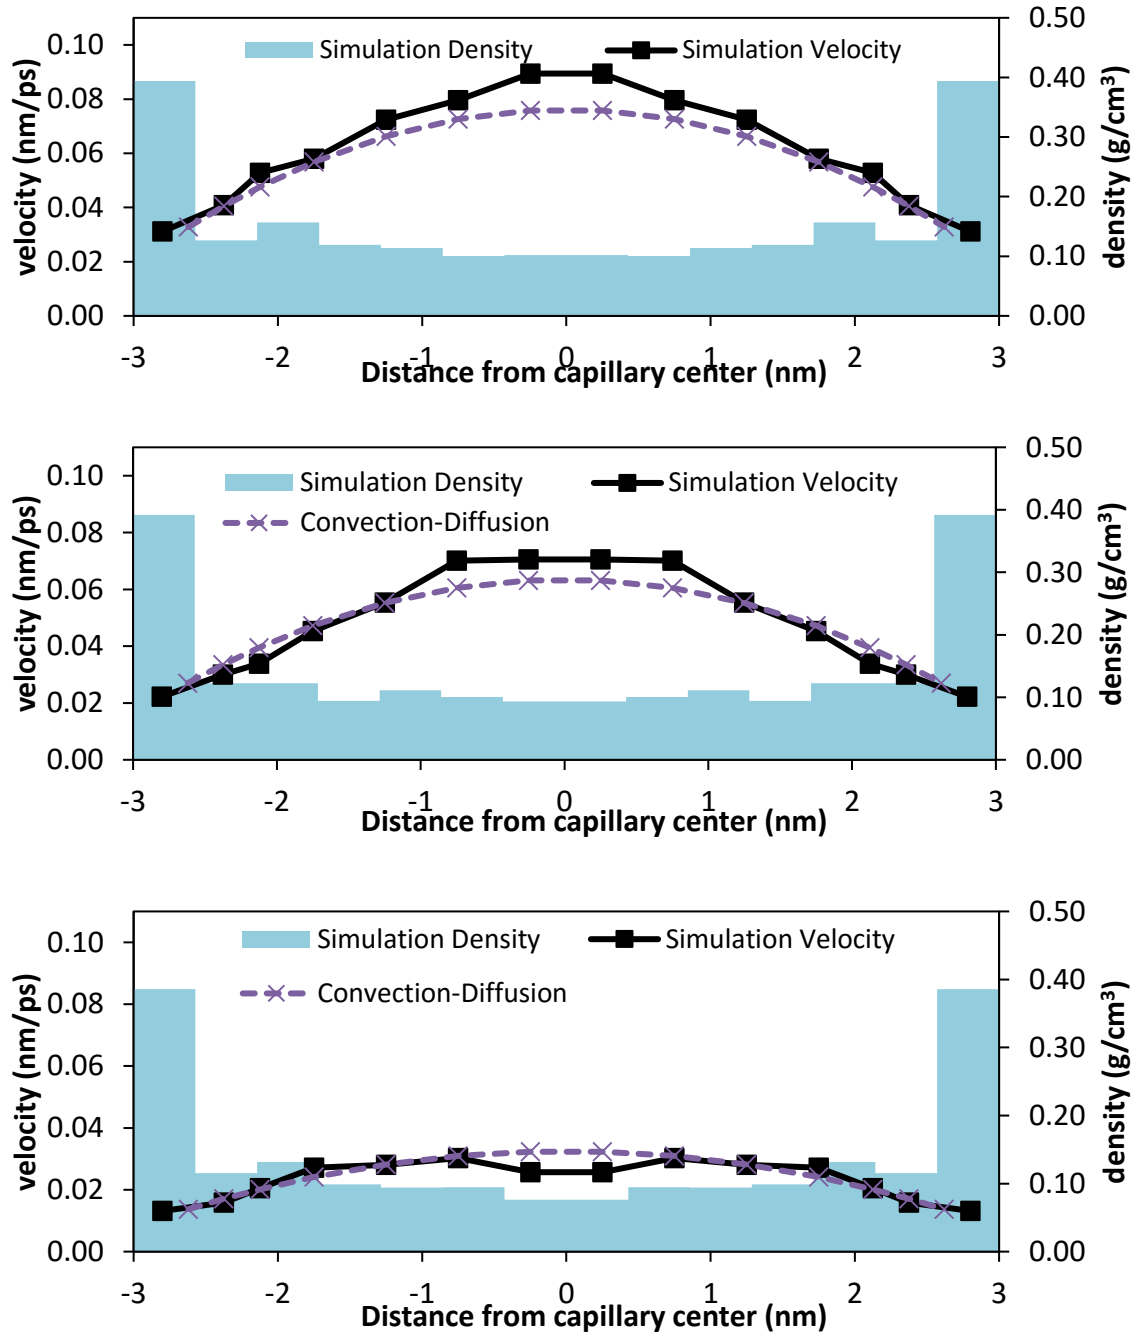 0.10
0.08
0.06
0.04
0.02
0.00
velocity (nm/ps)
Simulation Density
Simulation Velocity
0.50
0.40
0.30
0.20
0.10
0.00
density (g/cm³)
-3 -2 -1 0 1 2 3
Distance from capillary center (nm)
0.10
0.08
0.06
0.04
0.02
0.00
velocity (nm/ps)
Simulation Density
Simulation Velocity
Convection-Diffusion
0.50
0.40
0.30
0.20
0.10
0.00
density (g/cm³)
-3 -2 -1 0 1 2 3
Distance from capillary center (nm)
0.10
0.08
0.06
0.04
0.02
0.00
velocity (nm/ps)
Simulation Density
Simulation Velocity
Convection-Diffusion
0.50
0.40
0.30
0.20
0.10
0.00
density (g/cm³)
-3 -2 -1 0 1 2 3
Distance from capillary center (nm)